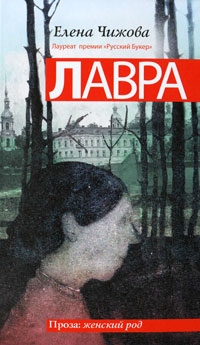 Елена Чижова
Лауреат премии «Русский Букер»
ЛАВРА
Проза: женский род